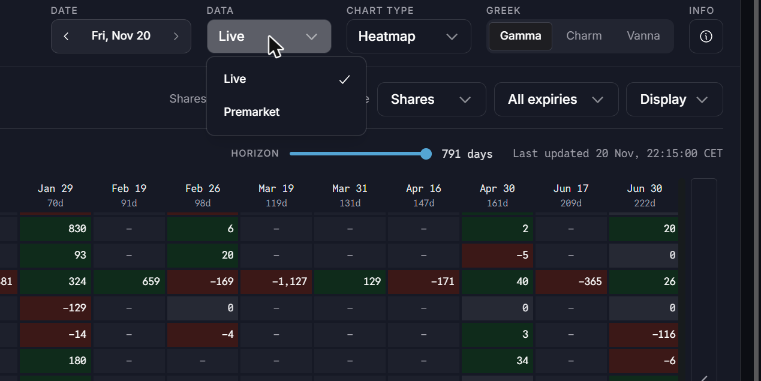 DATE DATA CHART TYPE GREEK INFO
Fri, Nov 20 Live Heatmap Gamma Charm Vanna
Live
Premarket
Shares Shares All expiries Display
HORIZON 791 days Last updated 20 Nov, 22:15:00 CET
Jan 29 Feb 19 Feb 26 Mar 19 Mar 31 Apr 16 Apr 30 Jun 17 Jun 30
70d 91d 98d 119d 131d 147d 161d 209d 222d
830 – 6 – – – 2 – 20
93 – 20 – – – -5 – 0
81 324 659 -169 -1,127 129 -171 40 -365 26
-129 – 0 – – – 0 – 0
-14 – -4 – – – 3 – -116
180 – – – – – 34 – -6